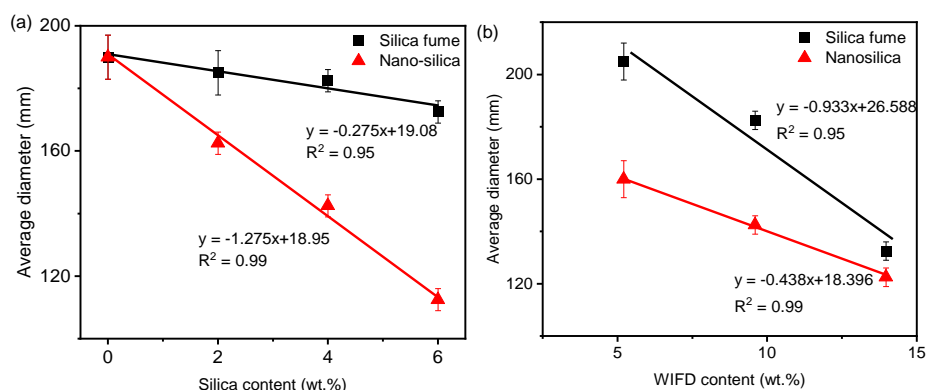 (a)
200
160
120
Average diameter (mm)
Silica fume
Nano-silica
y = -0.275x+19.08
R² = 0.95
y = -1.275x+18.95
R² = 0.99
0
2
4
6
Silica content (wt.%)
(b)
200
160
120
Average diameter (mm)
Silica fume
Nanosilica
y = -0.933x+26.588
R² = 0.95
y = -0.438x+18.396
R² = 0.99
5
10
15
WIFD content (wt.%)